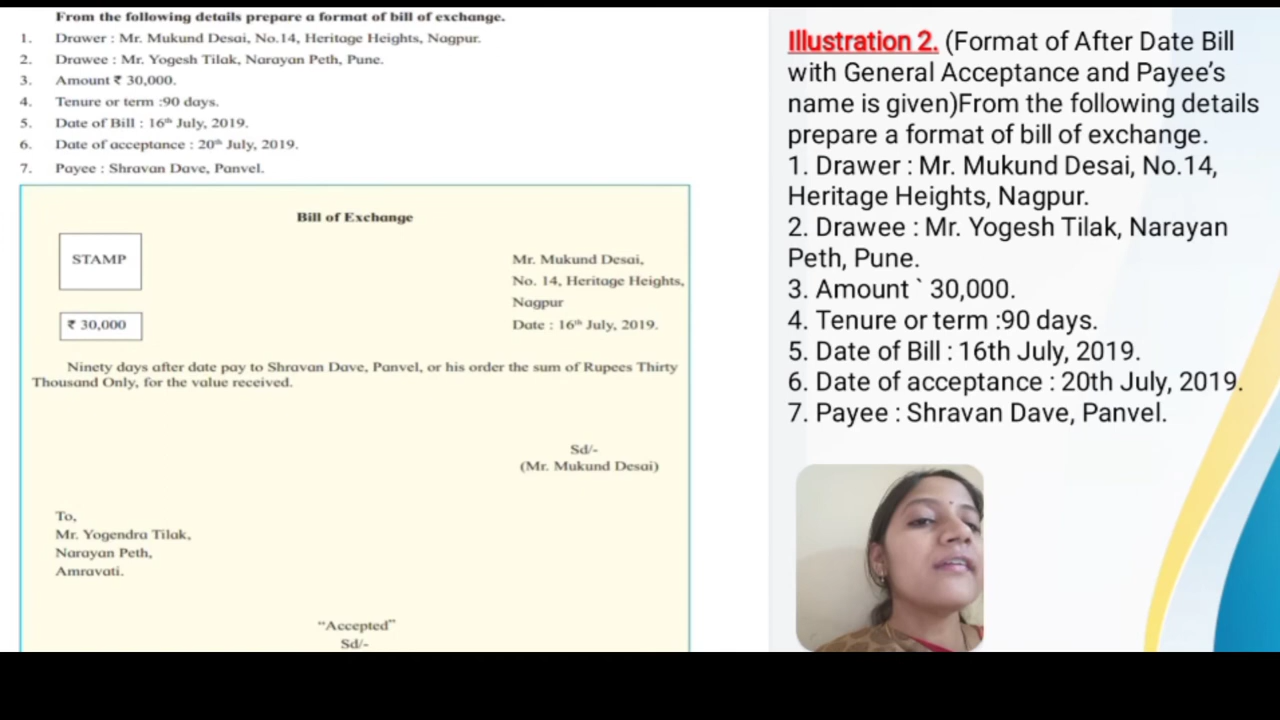 From the following details prepare a format of bill of exchange.
1. Drawer : Mr. Mukund Desai, No.14, Heritage Heights, Nagpur.
2. Drawee : Mr. Yogesh Tilak, Narayan Peth, Pune.
3. Amount ₹ 30,000.
4. Tenure or term :90 days.
5. Date of Bill : 16th July, 2019.
6. Date of acceptance : 20th July, 2019.
7. Payee : Shravan Dave, Panvel.
Bill of Exchange
STAMP
₹ 30,000
Mr. Mukund Desai,
No. 14, Heritage Heights,
Nagpur
Date : 16th July, 2019.
Ninety days after date pay to Shravan Dave, Panvel, or his order the sum of Rupees Thirty
Thousand Only, for the value received.
Sd/-
(Mr. Mukund Desai)
To,
Mr. Yogendra Tilak,
Narayan Peth,
Amravati.
“Accepted”
Sd/-
Illustration 2. (Format of After Date Bill
with General Acceptance and Payee’s
name is given)From the following details
prepare a format of bill of exchange.
1. Drawer : Mr. Mukund Desai, No.14,
Heritage Heights, Nagpur.
2. Drawee : Mr. Yogesh Tilak, Narayan
Peth, Pune.
3. Amount ` 30,000.
4. Tenure or term :90 days.
5. Date of Bill : 16th July, 2019.
6. Date of acceptance : 20th July, 2019.
7. Payee : Shravan Dave, Panvel.